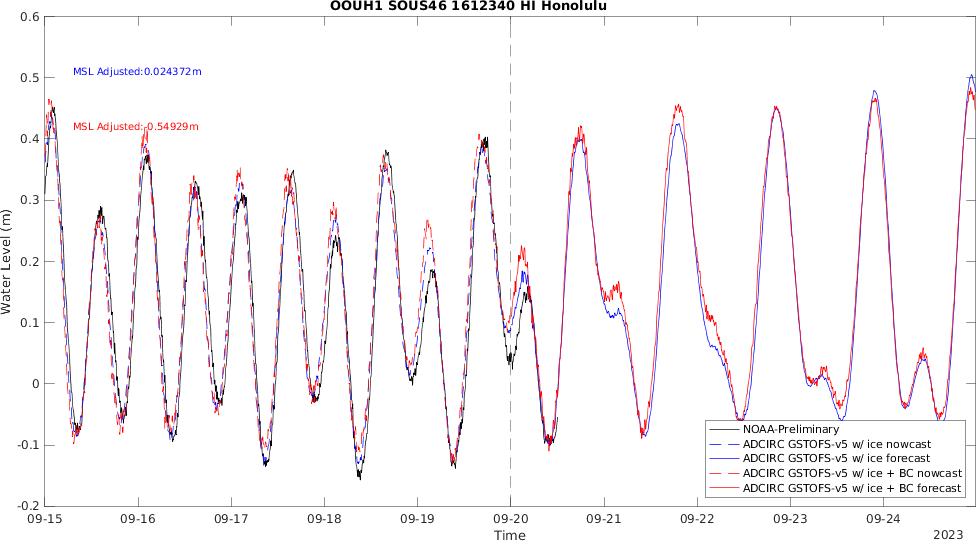 OOUH1 SOUS46 1612340 HI Honolulu
0.6
0.5
0.4
0.3
0.2
0.1
0
-0.1
-0.2
Water Level (m)
MSL Adjusted:0.024372m
MSL Adjusted:-0.54929m
NOAA-Preliminary
ADCIRC GSTOFS-v5 w/ ice nowcast
ADCIRC GSTOFS-v5 w/ ice forecast
ADCIRC GSTOFS-v5 w/ ice + BC nowcast
ADCIRC GSTOFS-v5 w/ ice + BC forecast
09-15 09-16 09-17 09-18 09-19 09-20 09-21 09-22 09-23 09-24
Time
2023